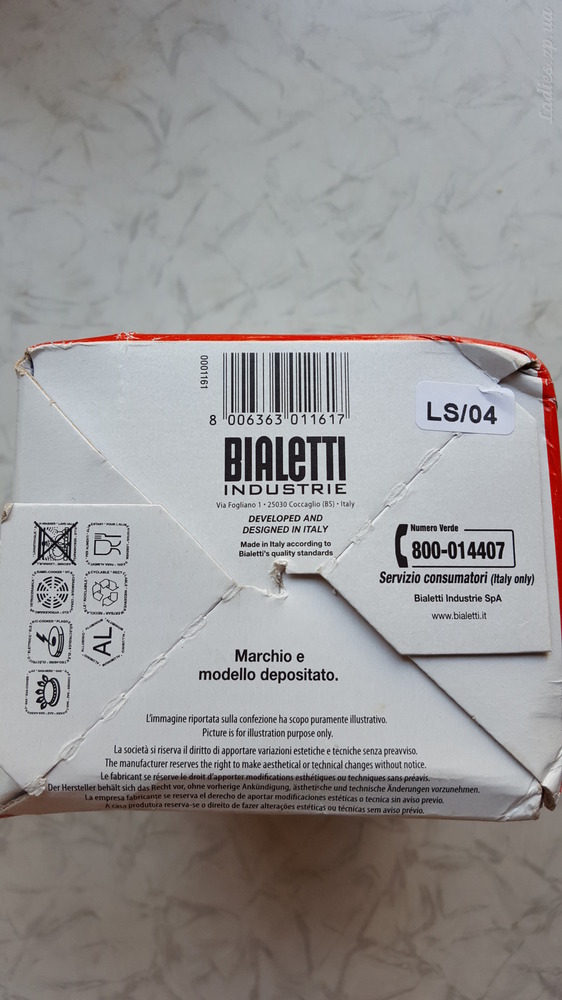 Ladies.zp.ua
0001161
8 006363 011617
LS/04
BIALETTI
INDUSTRIE
Via Fogliano 1 • 25030 Coccaglio (BS) • Italy
DEVELOPED AND
DESIGNED IN ITALY
Made in Italy according to
Bialetti's quality standards
Numero Verde
800-014407
Servizio consumatori (Italy only)
Bialetti Industrie SpA
www.bialetti.it
AL
Marchio e
modello depositato.
L'immagine riportata sulla confezione ha scopo puramente illustrativo.
Picture is for illustration purpose only.
La società si riserva il diritto di apportare variazioni estetiche e tecniche senza preavviso.
The manufacturer reserves the right to make aesthetical or technical changes without notice.
Le fabricant se réserve le droit d'apporter modifications esthétiques ou techniques sans préavis.
Der Hersteller behält sich das Recht vor, ohne vorherige Ankündigung, ästhetische und technische Änderungen vorzunehmen.
La empresa fabricante se reserva el derecho de aportar modificaciones estéticas o tecnica sin aviso previo.
A casa produtora reserva-se o direito de fazer alterações estéticas ou técnicas sem aviso prévio.